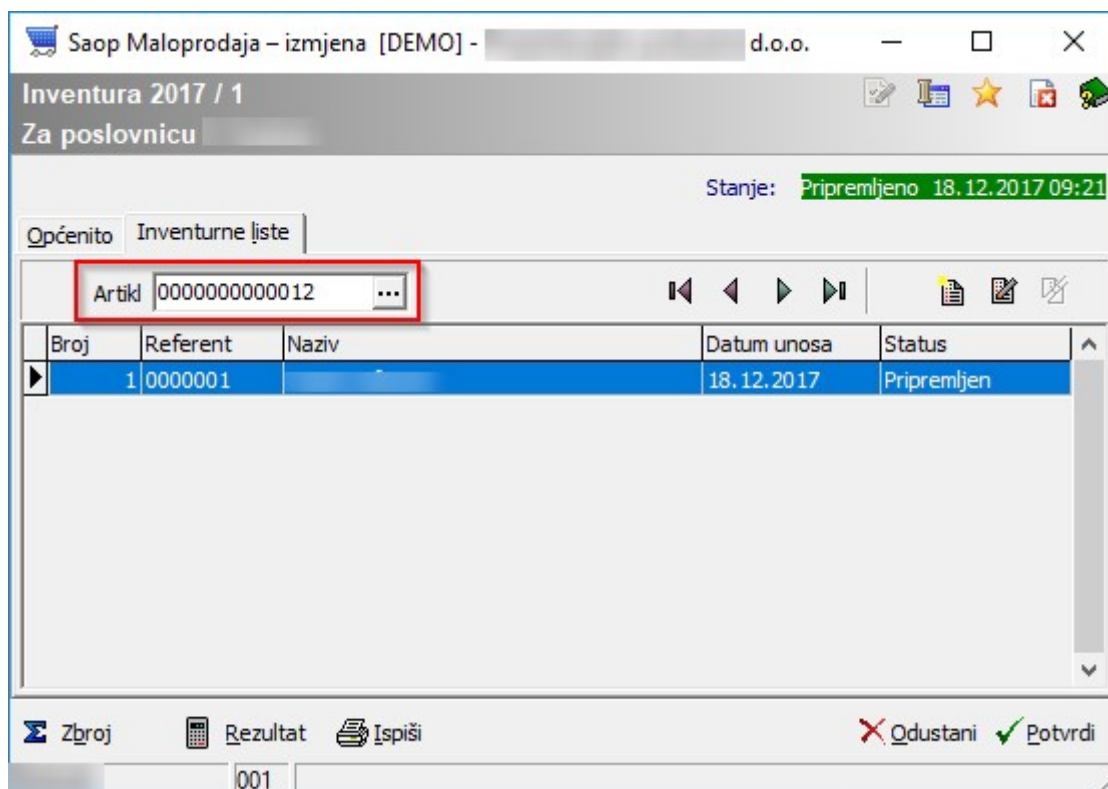 Saop Maloprodaja – izmjena [DEMO] - d.o.o.
Inventura 2017 / 1
Za poslovnicu
Stanje: Pripremljeno 18.12.2017 09:21
Općenito Inventurne liste
Artikl 0000000000012 ...
Broj Referent Naziv Datum unosa Status
1 0000001 18.12.2017 Pripremljen
Zbroj Rezultat Ispiši Odustani Potvrdi
001